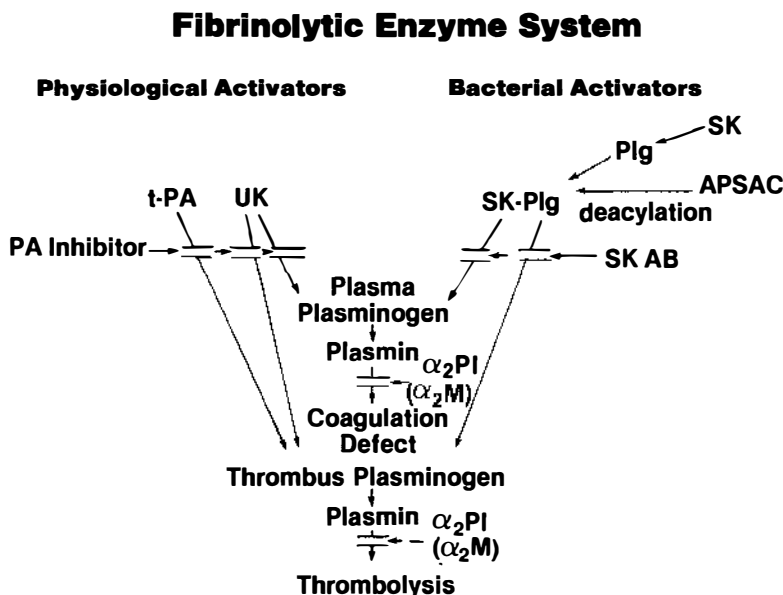 Fibrinolytic Enzyme System
Physiological Activators
Bacterial Activators
SK
Plg
t-PA UK
SK-Plg
APSAC
deacylation
PA Inhibitor
SK AB
Plasma
Plasminogen
Plasmin
α₂PI
(α₂M)
Coagulation
Defect
Thrombus Plasminogen
Plasmin
α₂PI
(α₂M)
Thrombolysis